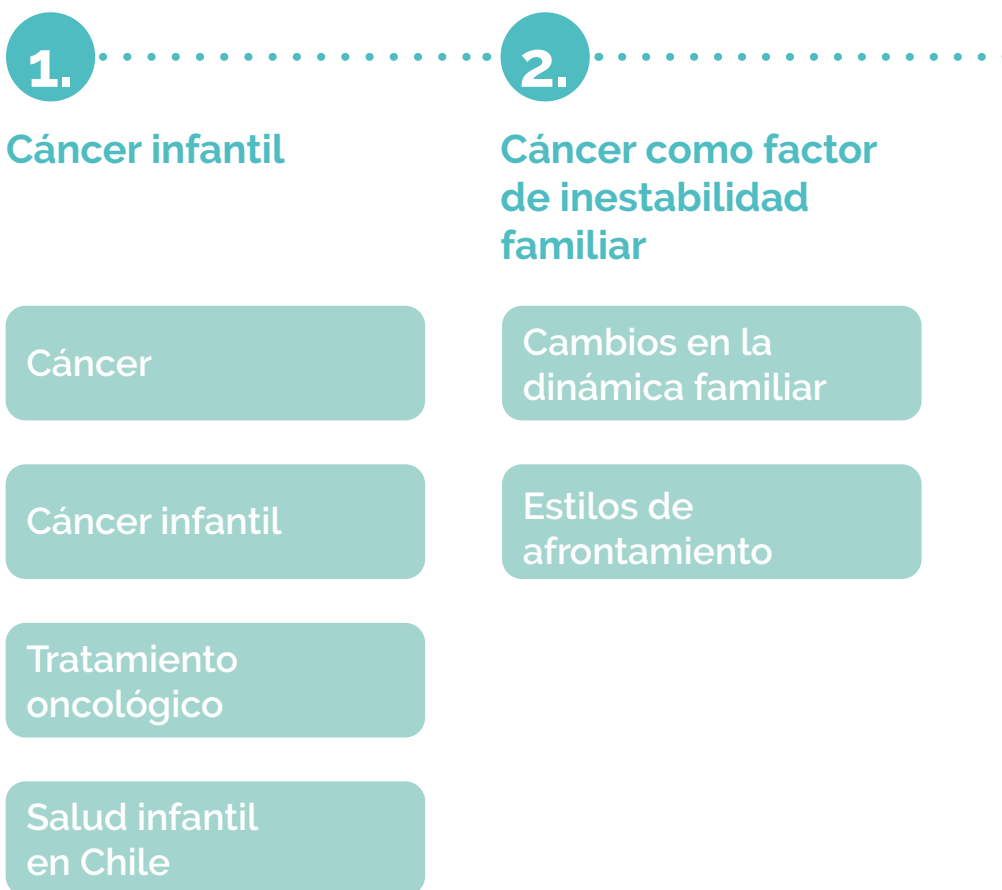 1.
Cáncer infantil
Cáncer
Cáncer infantil
Tratamiento
oncológico
Salud infantil
en Chile
2.
Cáncer como factor
de inestabilidad
familiar
Cambios en la
dinámica familiar
Estilos de
afrontamiento